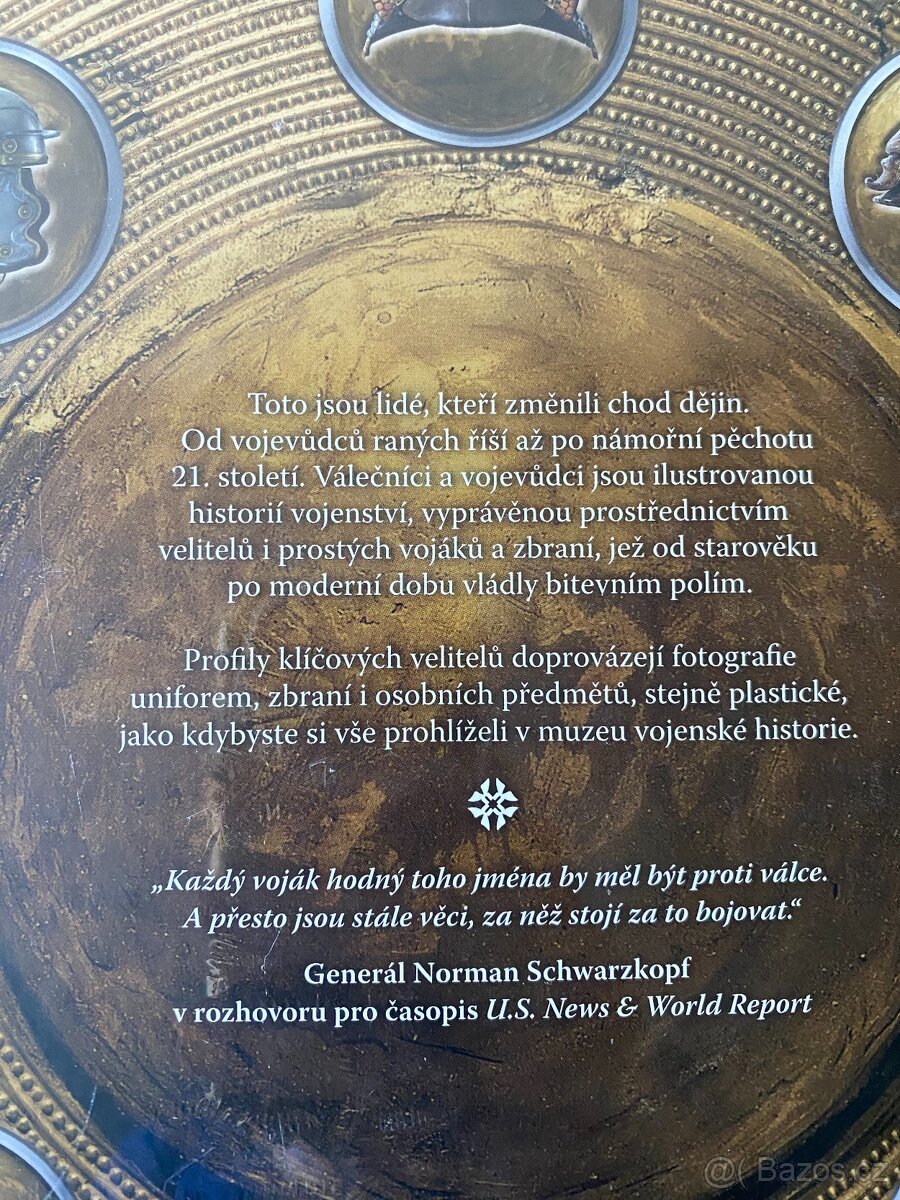 Toto jsou lidé, kteří změnili chod dějin.
Od vojevůdců raných říší až po námořní pěchotu
21. století. Válečníci a vojevůdci jsou ilustrovanou
historií vojenství, vyprávěnou prostřednictvím
velitelů i prostých vojáků a zbraní, jež od starověku
po moderní dobu vládly bitevním polím.
Profily klíčových velitelů doprovázejí fotografie
uniforem, zbraní i osobních předmětů, stejně plastické,
jako kdybyste si vše prohlíželi v muzeu vojenské historie.
„Každý voják hodný toho jména by měl být proti válce.
A přesto jsou stále věci, za něž stojí za to bojovat.“
Generál Norman Schwarzkopf
v rozhovoru pro časopis U.S. News & World Report
@( Bazos.cz